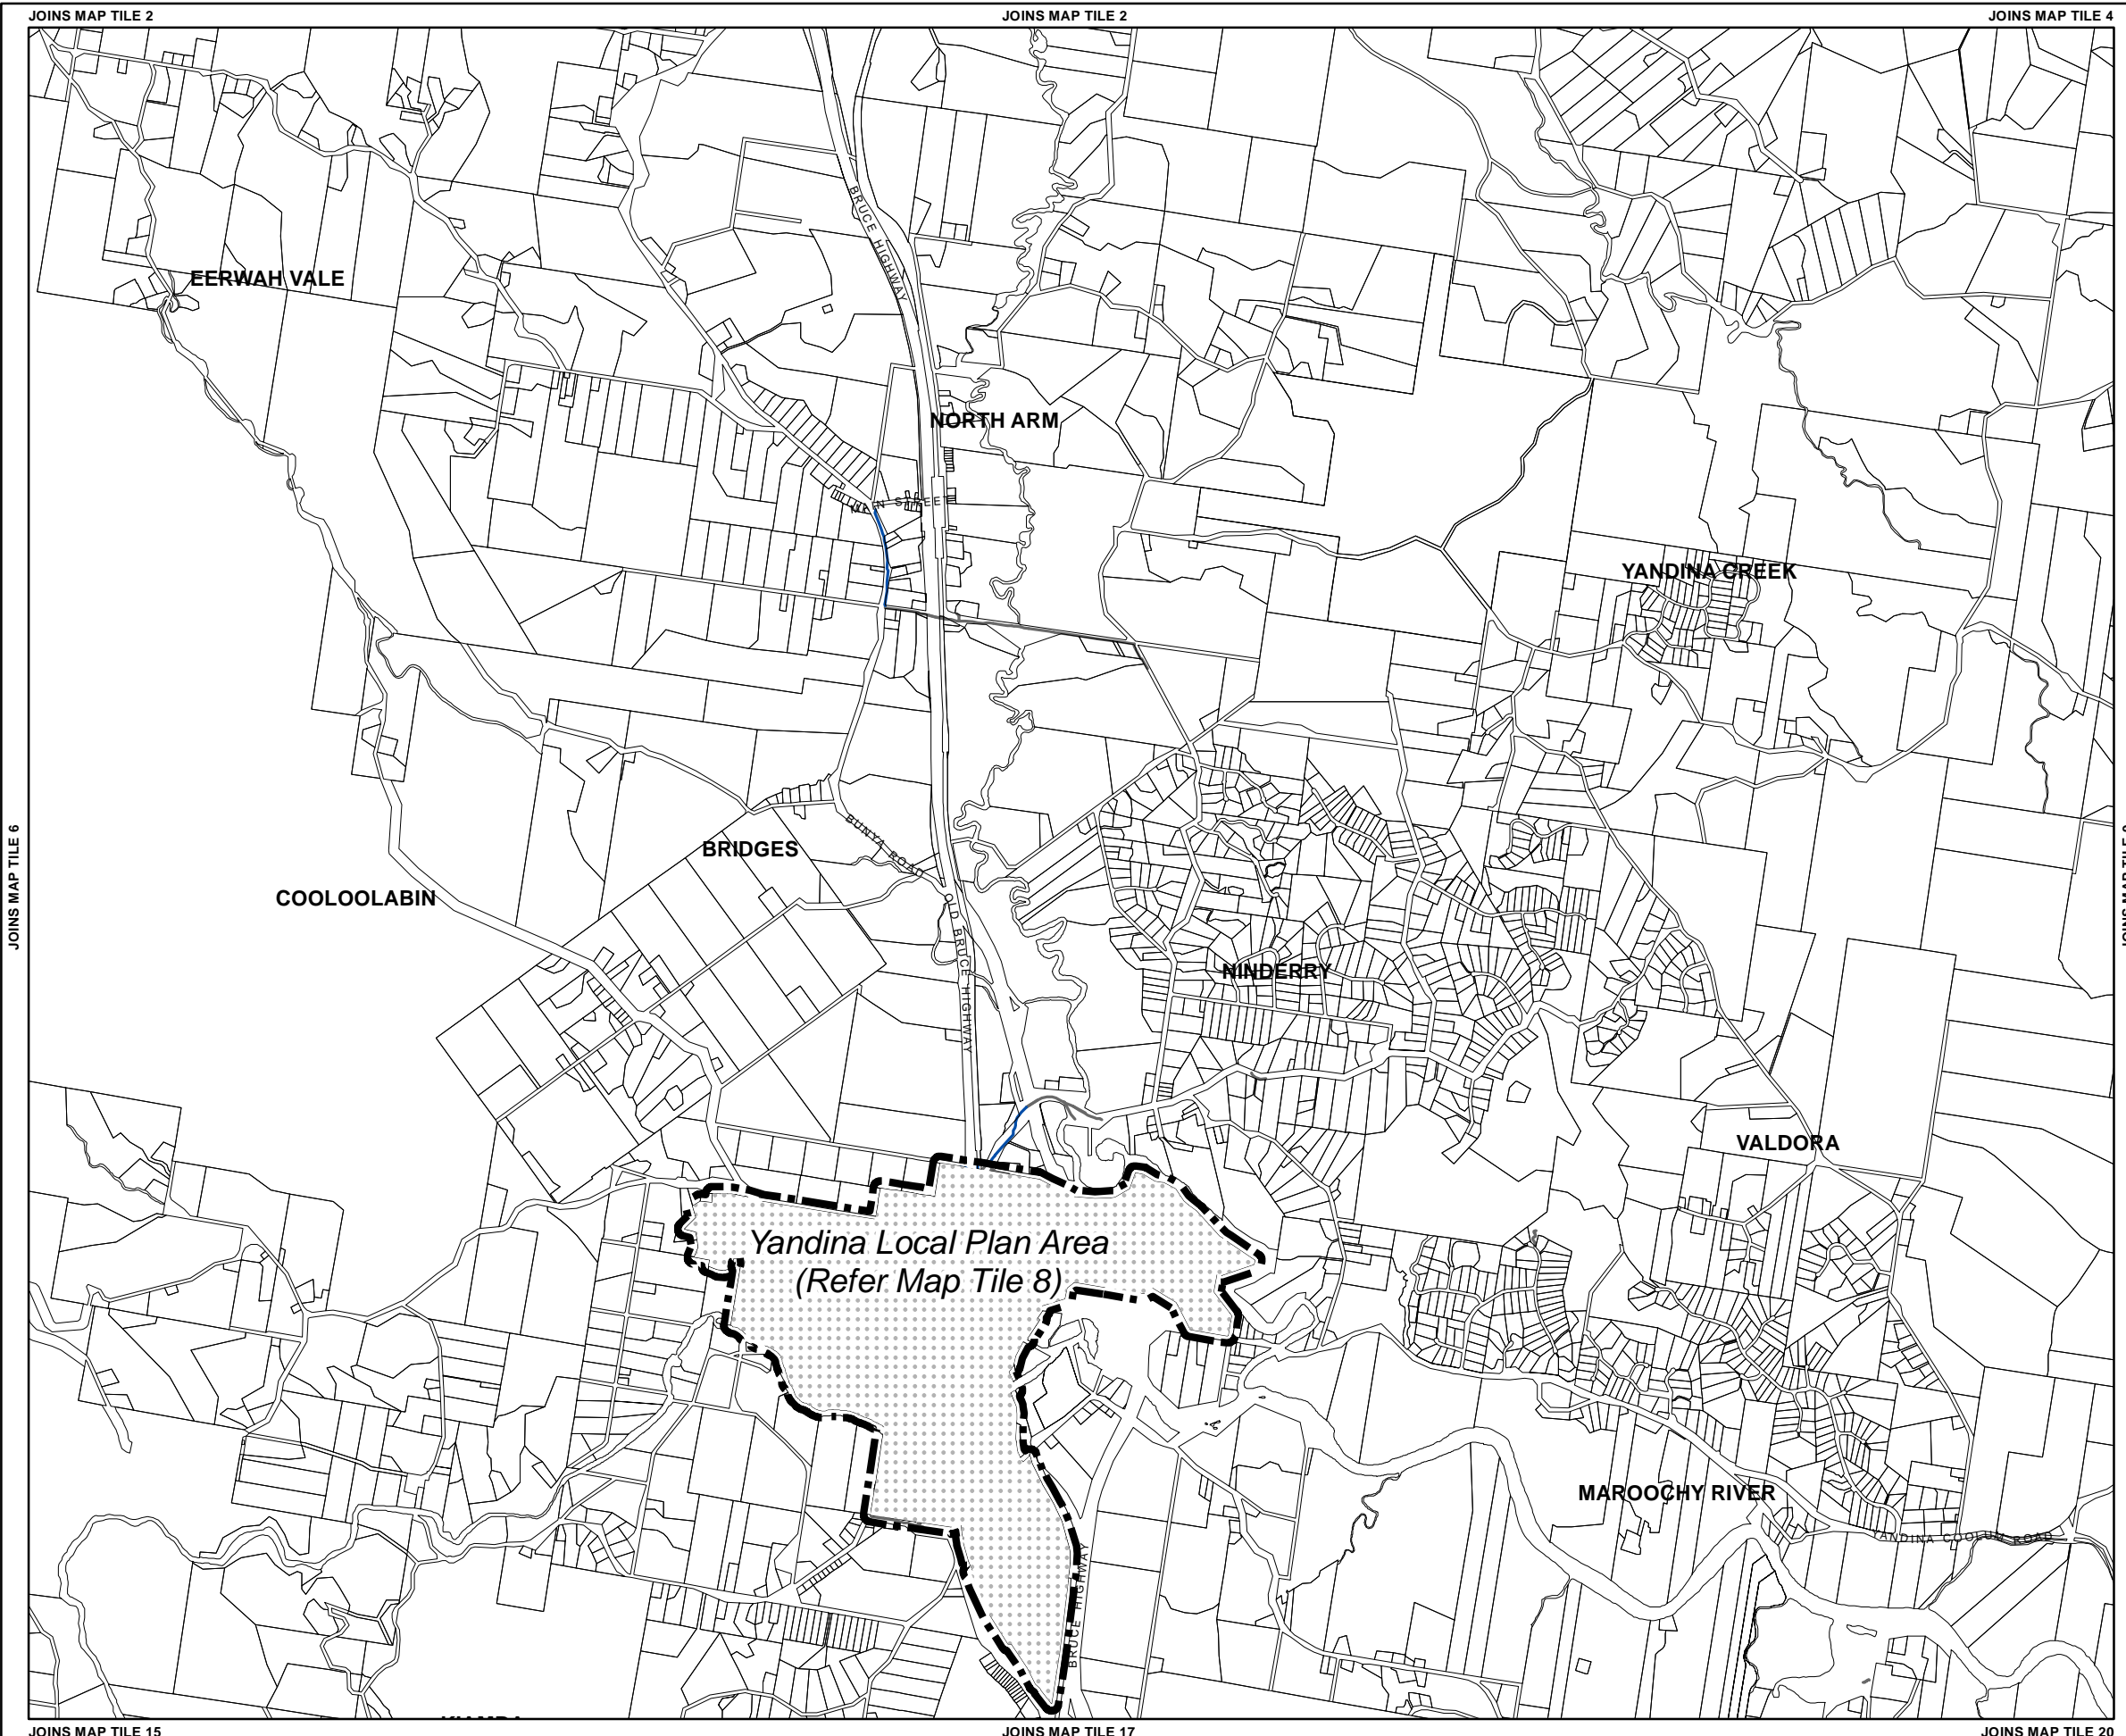 JOINS MAP TILE 2
JOINS MAP TILE 2
JOINS MAP TILE 4
BRUCE HIGHWAY
EERWAH VALE
NORTH ARM
MAIN STREET
YANDINA CREEK
JOINS MAP TILE 6
BUNYA ROAD
BRIDGES
COOLOOLABIN
OLD BRUCE HIGHWAY
NINDERRY
VALDORA
Yandina Local Plan Area
(Refer Map Tile 8)
MAROOCHY RIVER
YANDINA COOLUM ROAD
BRUCE HIGHWAY
JOINS MAP TILE 15
JOINS MAP TILE 17
JOINS MAP TILE 20